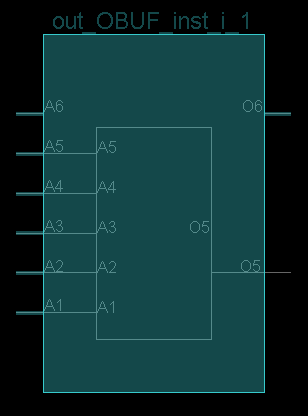 out_OBUF_inst_i_1
A6 O6
A5 A5
A4 A4
A3 A3 O5
A2 A2 O5
A1 A1